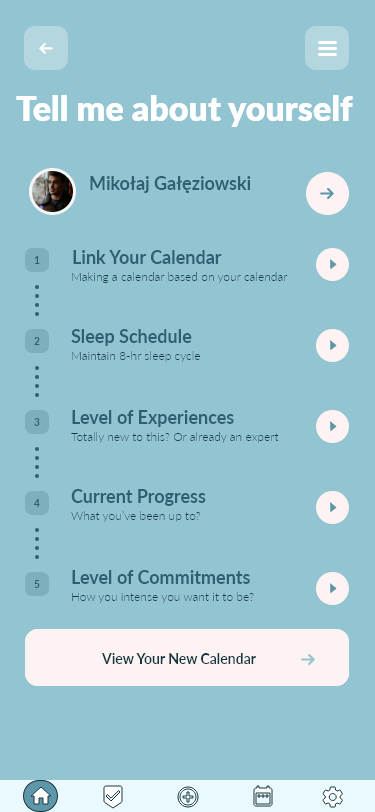 Tell me about yourself
Mikołaj Gałęziowski
1
Link Your Calendar
Making a calendar based on your calendar
2
Sleep Schedule
Maintain 8-hr sleep cycle
3
Level of Experiences
Totally new to this? Or already an expert
4
Current Progress
What you've been up to?
5
Level of Commitments
How you intense you want it to be?
View Your New Calendar